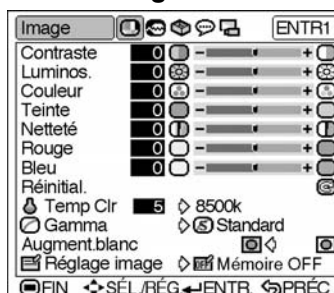 Image ENTR1
Contraste 0 - +
Luminos. 0 - +
Couleur 0 - +
Teinte 0 - +
Netteté 0 - +
Rouge 0 - +
Bleu 0 - +
Réinitial.
Temp Clr 5 8500k
Gamma S Standard
Augment.blanc
Réglage image OFF Mémoire OFF
FIN SÉL./RÉG ENTR. PRÉC